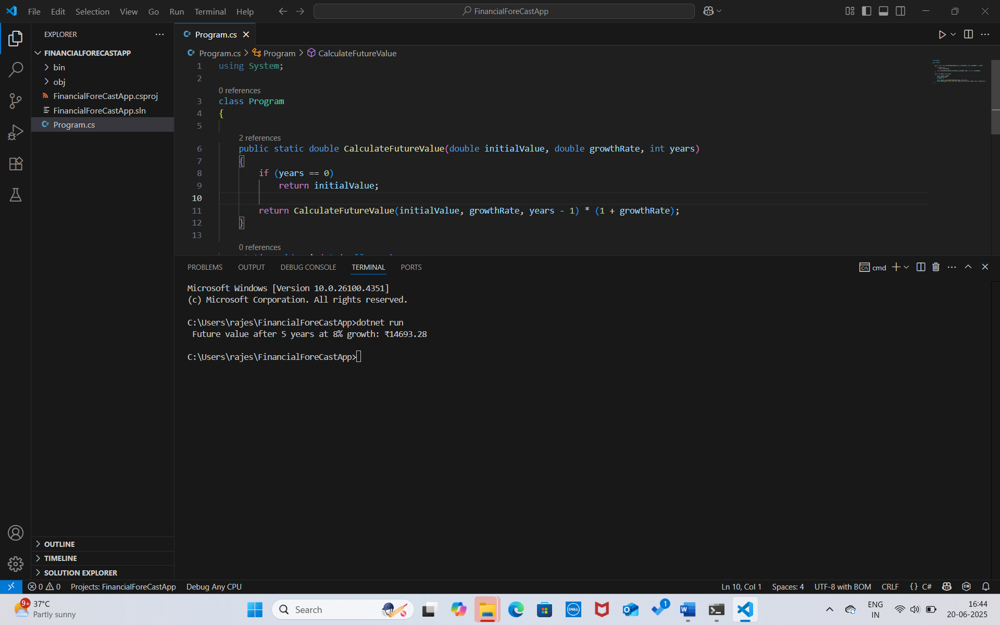 File Edit Selection View Go Run Terminal Help
FinancialForeCastApp
EXPLORER
FINANCIALFORECASTAPP
bin
obj
FinancialForeCastApp.csproj
FinancialForeCastApp.sln
Program.cs
OUTLINE
TIMELINE
SOLUTION EXPLORER
Program.cs
Program.cs > Program > CalculateFutureValue
1 using System;
2
0 references
3 class Program
4 {
5
2 references
6 public static double CalculateFutureValue(double initialValue, double growthRate, int years)
7 {
8 if (years == 0)
9 return initialValue;
10
11 return CalculateFutureValue(initialValue, growthRate, years - 1) * (1 + growthRate);
12 }
13
0 references
PROBLEMS OUTPUT DEBUG CONSOLE TERMINAL PORTS
cmd
Microsoft Windows [Version 10.0.26100.4351]
(c) Microsoft Corporation. All rights reserved.
C:\Users\rajes\FinancialForeCastApp>dotnet run
Future value after 5 years at 8% growth: ₹14693.28
C:\Users\rajes\FinancialForeCastApp>
0 0 Projects: FinancialForeCastApp Debug Any CPU
Ln 10, Col 1 Spaces: 4 UTF-8 with BOM CRLF {} C#
9+
37°C
Partly sunny
Search
DELL
1
ENG
IN
16:44
20-06-2025